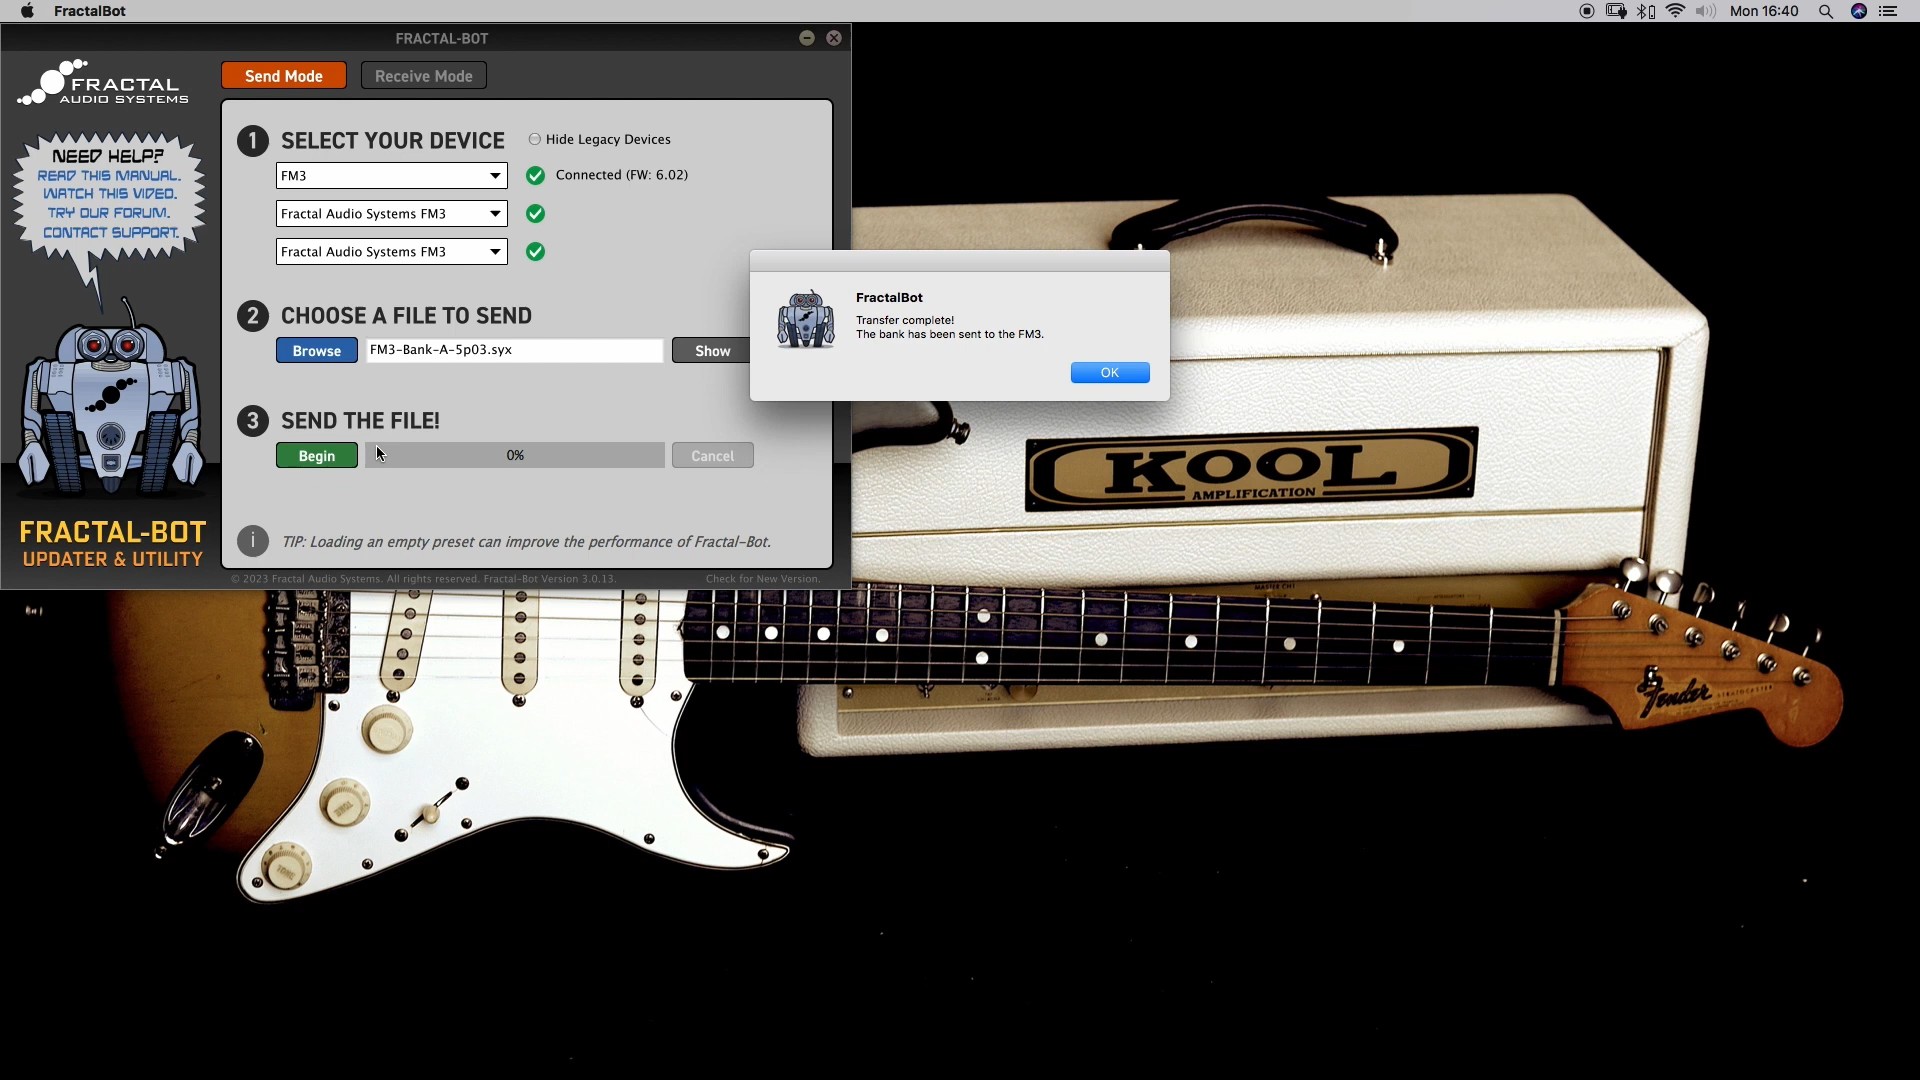 FractalBot
Mon 16:40
FRACTAL-BOT
FRACTAL
AUDIO SYSTEMS
Send Mode
Receive Mode
NEED HELP?
READ THIS MANUAL.
WATCH THIS VIDEO.
TRY OUR FORUM.
CONTACT SUPPORT.
1 SELECT YOUR DEVICE
Hide Legacy Devices
FM3
Connected (FW: 6.02)
Fractal Audio Systems FM3
Fractal Audio Systems FM3
2 CHOOSE A FILE TO SEND
Browse
FM3-Bank-A-5p03.syx
Show
3 SEND THE FILE!
Begin
0%
Cancel
i TIP: Loading an empty preset can improve the performance of Fractal-Bot.
FRACTAL-BOT
UPDATER & UTILITY
© 2023 Fractal Audio Systems. All rights reserved. Fractal-Bot Version 3.0.13.
Check for New Version.
FractalBot
Transfer complete!
The bank has been sent to the FM3.
OK
KOOL
AMPLIFICATION
Fender
STRATOCASTER
TONE